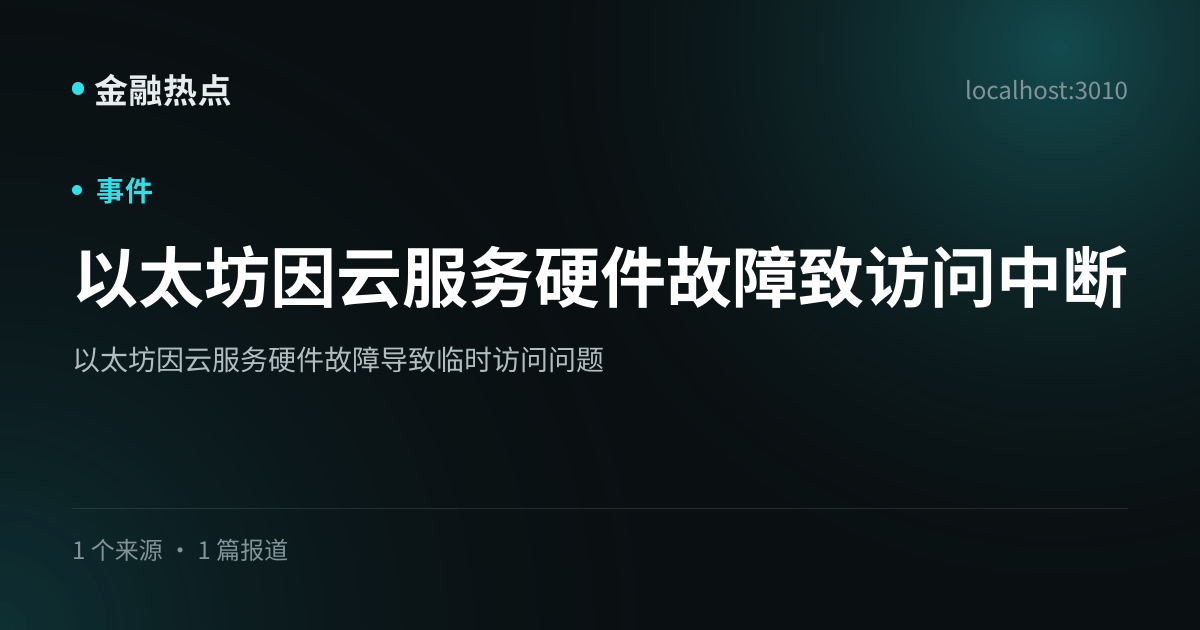 金融热点
localhost:3010
事件
以太坊因云服务硬件故障致访问中断
以太坊因云服务硬件故障导致临时访问问题
1 个来源 · 1 篇报道